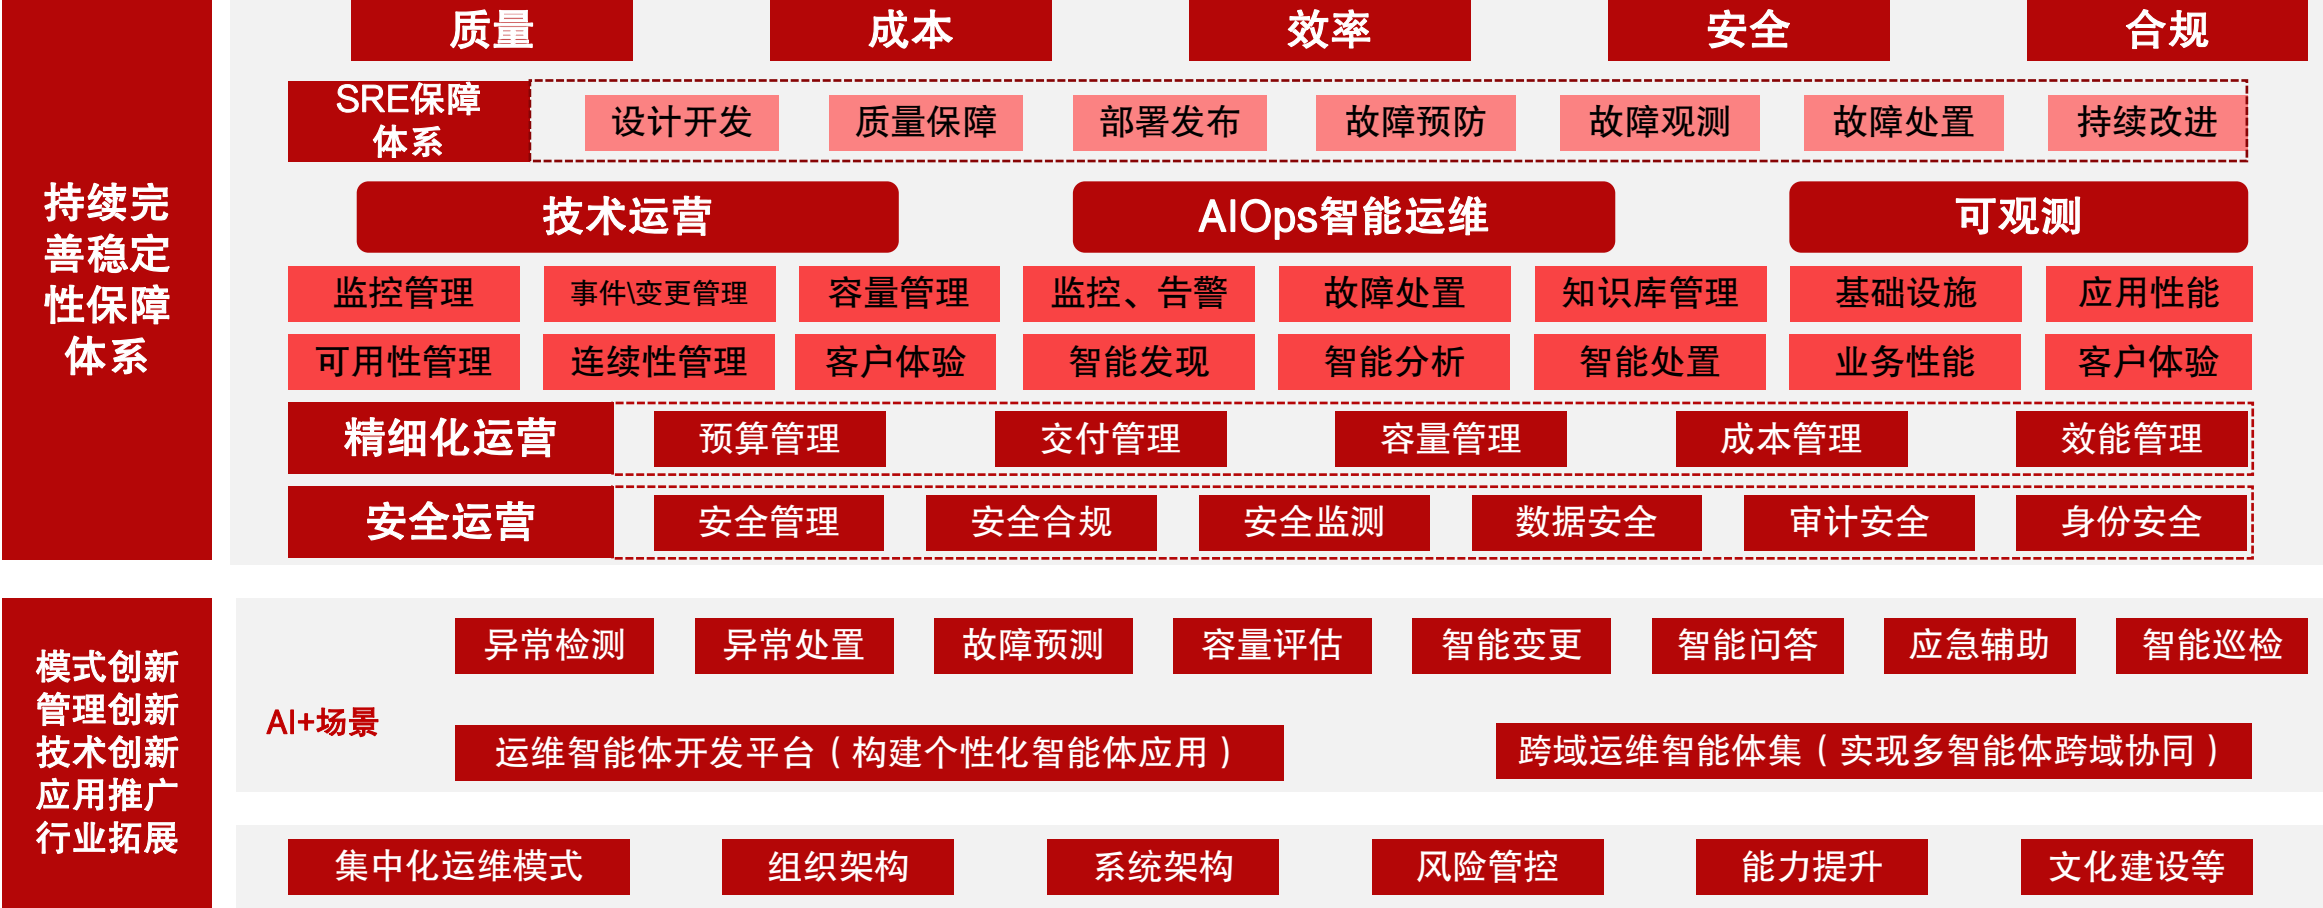 质量
成本
效率
安全
合规
SRE保障
体系
设计开发
质量保障
部署发布
故障预防
故障观测
故障处置
持续改进
持续完
善稳定
性保障
体系
技术运营
AIOps智能运维
可观测
监控管理
事件\变更管理
容量管理
监控、告警
故障处置
知识库管理
基础设施
应用性能
可用性管理
连续性管理
客户体验
智能发现
智能分析
智能处置
业务性能
客户体验
精细化运营
预算管理
交付管理
容量管理
成本管理
效能管理
安全运营
安全管理
安全合规
安全监测
数据安全
审计安全
身份安全
模式创新
管理创新
技术创新
应用推广
行业拓展
AI+场景
异常检测
异常处置
故障预测
容量评估
智能变更
智能问答
应急辅助
智能巡检
运维智能体开发平台（构建个性化智能体应用）
跨域运维智能体集（实现多智能体跨域协同）
集中化运维模式
组织架构
系统架构
风险管控
能力提升
文化建设等